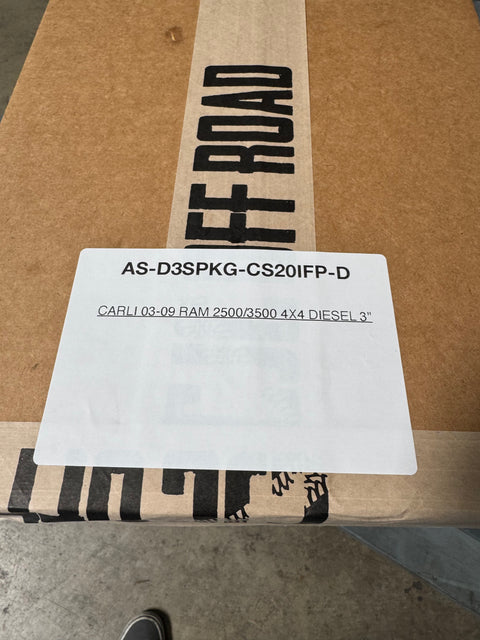 OFF ROAD
AS-D3SPKG-CS20IFP-D
CARLI 03-09 RAM 2500/3500 4X4 DIESEL 3"